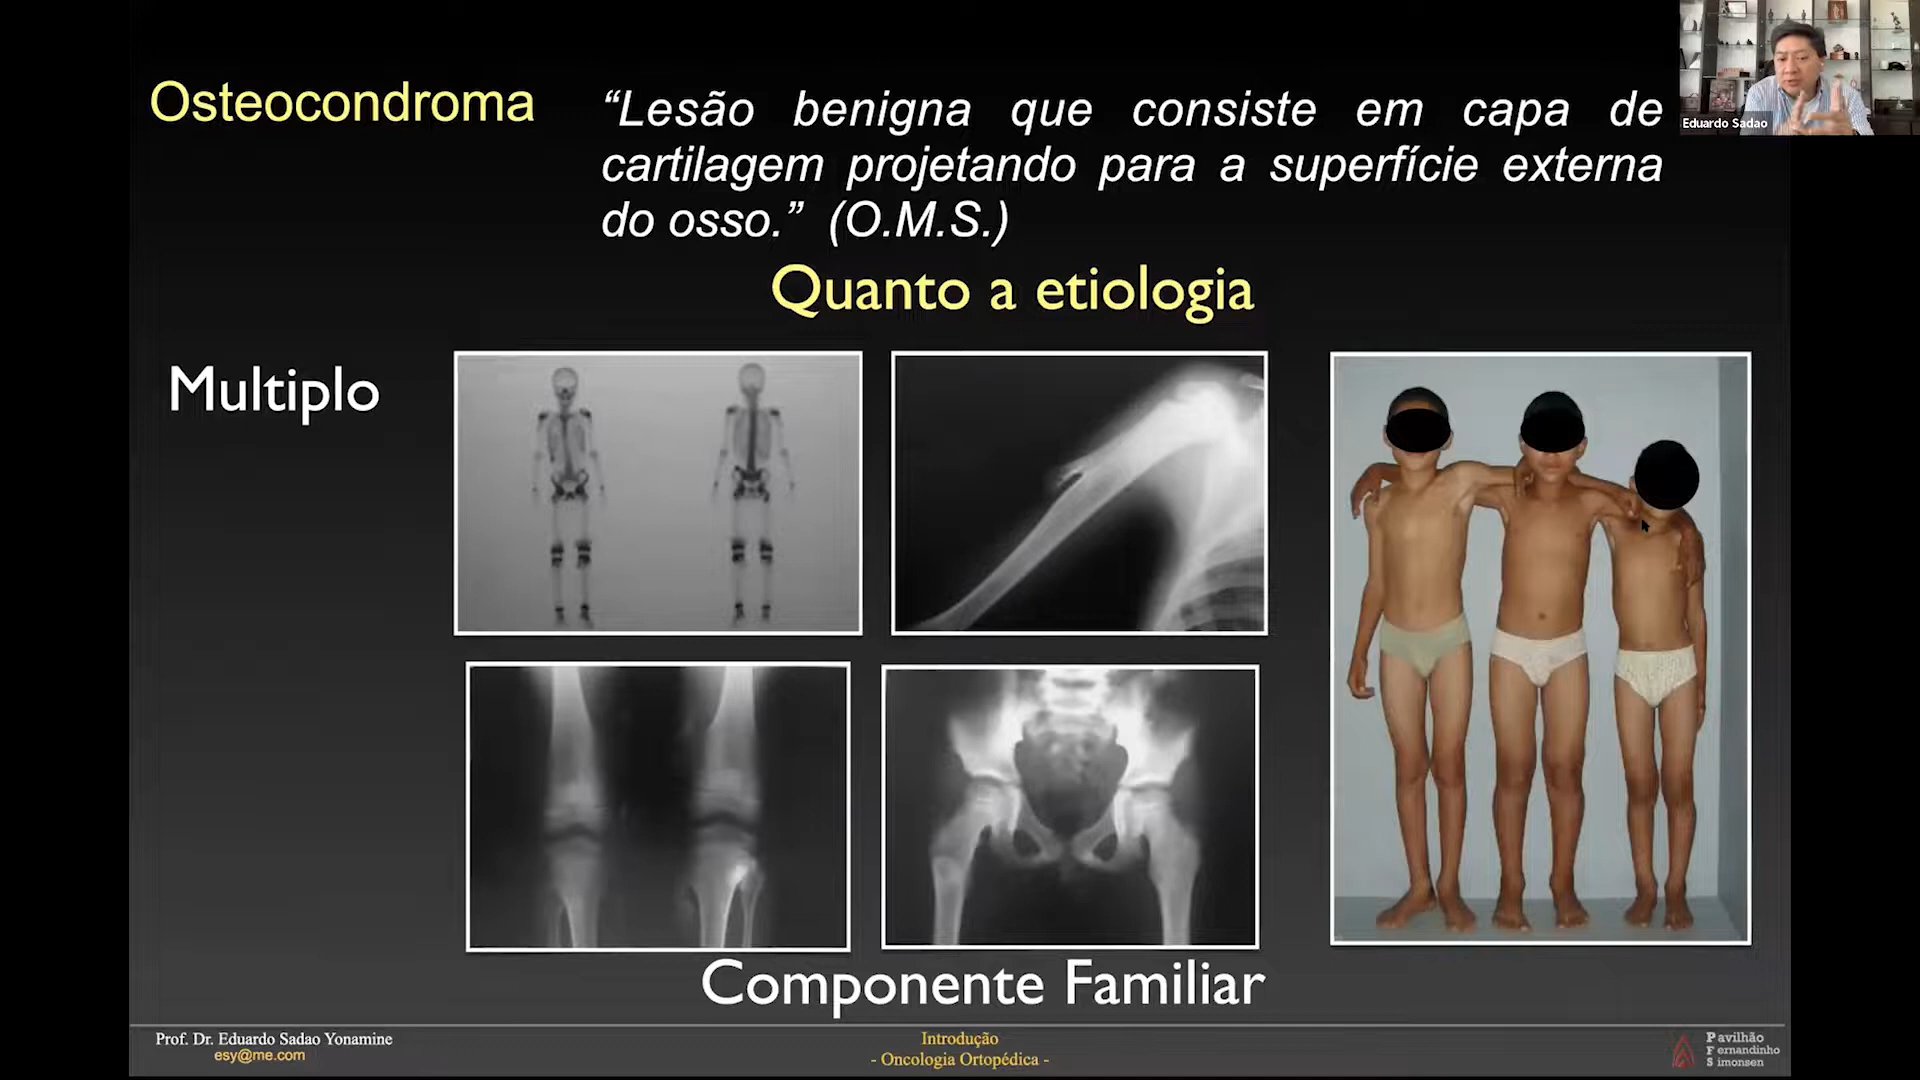 Osteocondroma
“Lesão benigna que consiste em capa de
cartilagem projetando para a superfície externa
do osso.” (O.M.S.)
Eduardo Sadao
Quanto a etiologia
Multiplo
Componente Familiar
Prof. Dr. Eduardo Sadao Yonamine
esy@me.com
Introdução
- Oncologia Ortopédica -
Pavilhão
Fernandinho
Simonsen